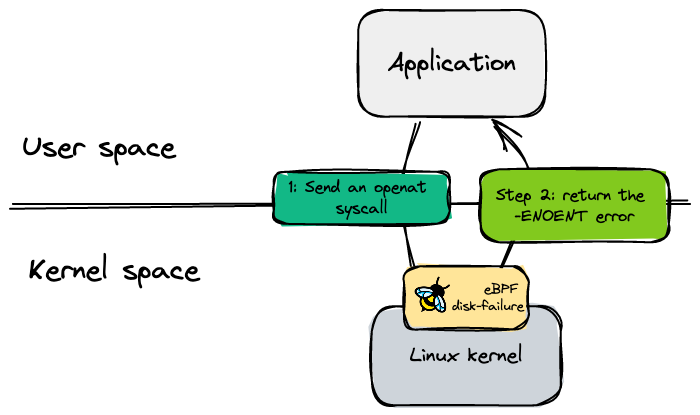 Application
User space
1: Send an openat
syscall
Step 2: return the
-ENOENT error
Kernel space
eBPF
disk-failure
Linux kernel